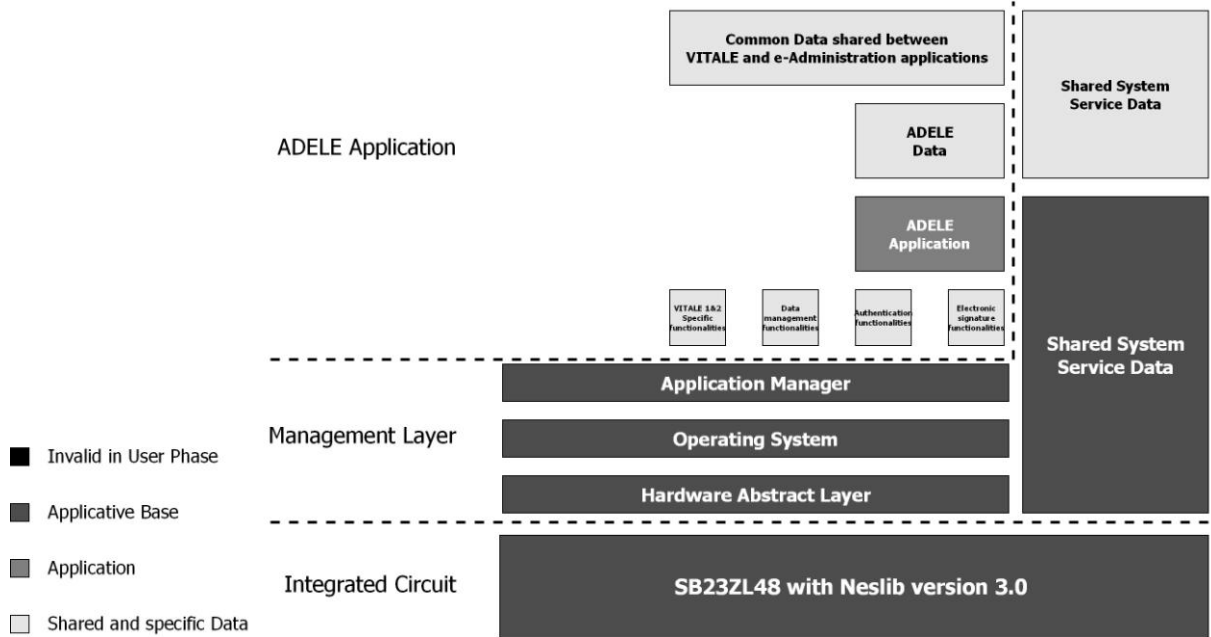 Common Data shared between
VITALE and e-Administration applications
Shared System
Service Data
ADELE Application
ADELE
Data
ADELE
Application
VITALE 1&2
Specific
functionalities
Data
management
functionalities
Authentication
functionalities
Electronic
signature
functionalities
Shared System
Service Data
Application Manager
Management Layer
Operating System
Hardware Abstract Layer
Integrated Circuit
SB23ZL48 with Neslib version 3.0
Invalid in User Phase
Applicative Base
Application
Shared and specific Data